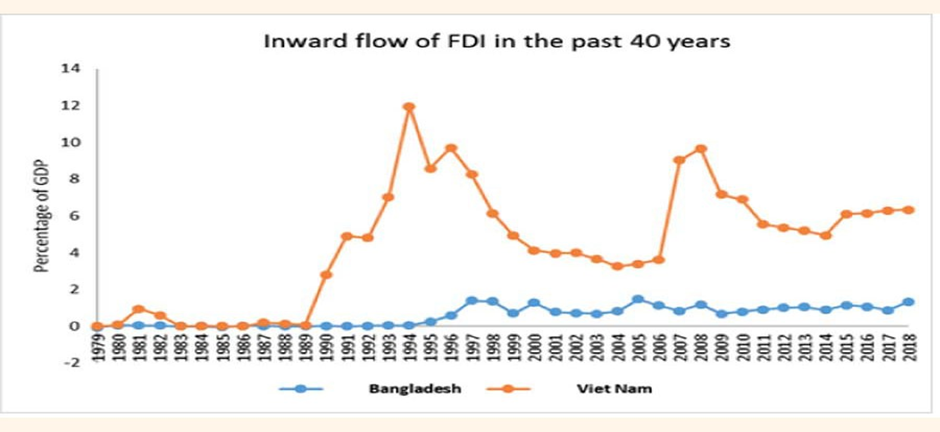 Inward flow of FDI in the past 40 years
Percentage of GDP
14
12
10
8
6
4
2
0
-2
1979 1980 1981 1982 1983 1984 1985 1986 1987 1988 1989 1990 1991 1992 1993 1994 1995 1996 1997 1998 1999 2000 2001 2002 2003 2004 2005 2006 2007 2008 2009 2010 2011 2012 2013 2014 2015 2016 2017 2018
Bangladesh Viet Nam